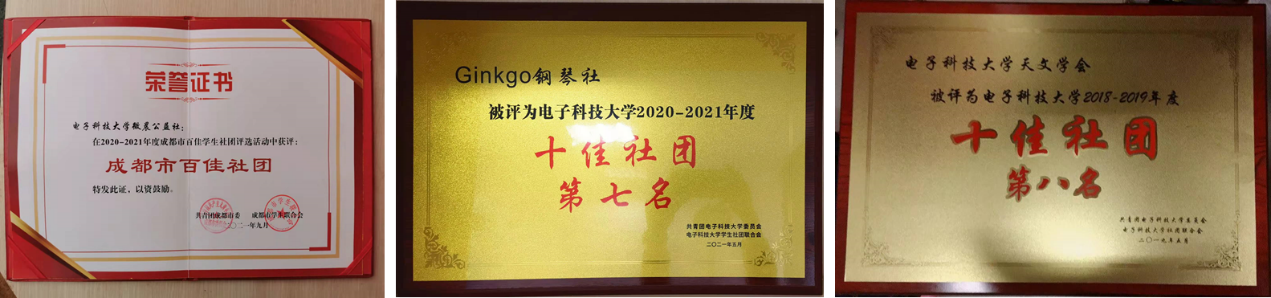 荣誉证书
电子科技大学微晨公益社：
在2020-2021年度成都市百佳学生社团评选活动中获评：
成都市百佳社团
特发此证，以资鼓励。
共青团成都市委 成都市学生联合会
二〇二一年九月
Ginkgo钢琴社
被评为电子科技大学2020-2021年度
十佳社团
第七名
共青团电子科技大学委员会
电子科技大学学生社团联合会
二〇二一年五月
电子科技大学天文学会
被评为电子科技大学2018-2019年度
十佳社团
第八名
共青团电子科技大学委员会
电子科技大学社团联合会
二〇一九年五月